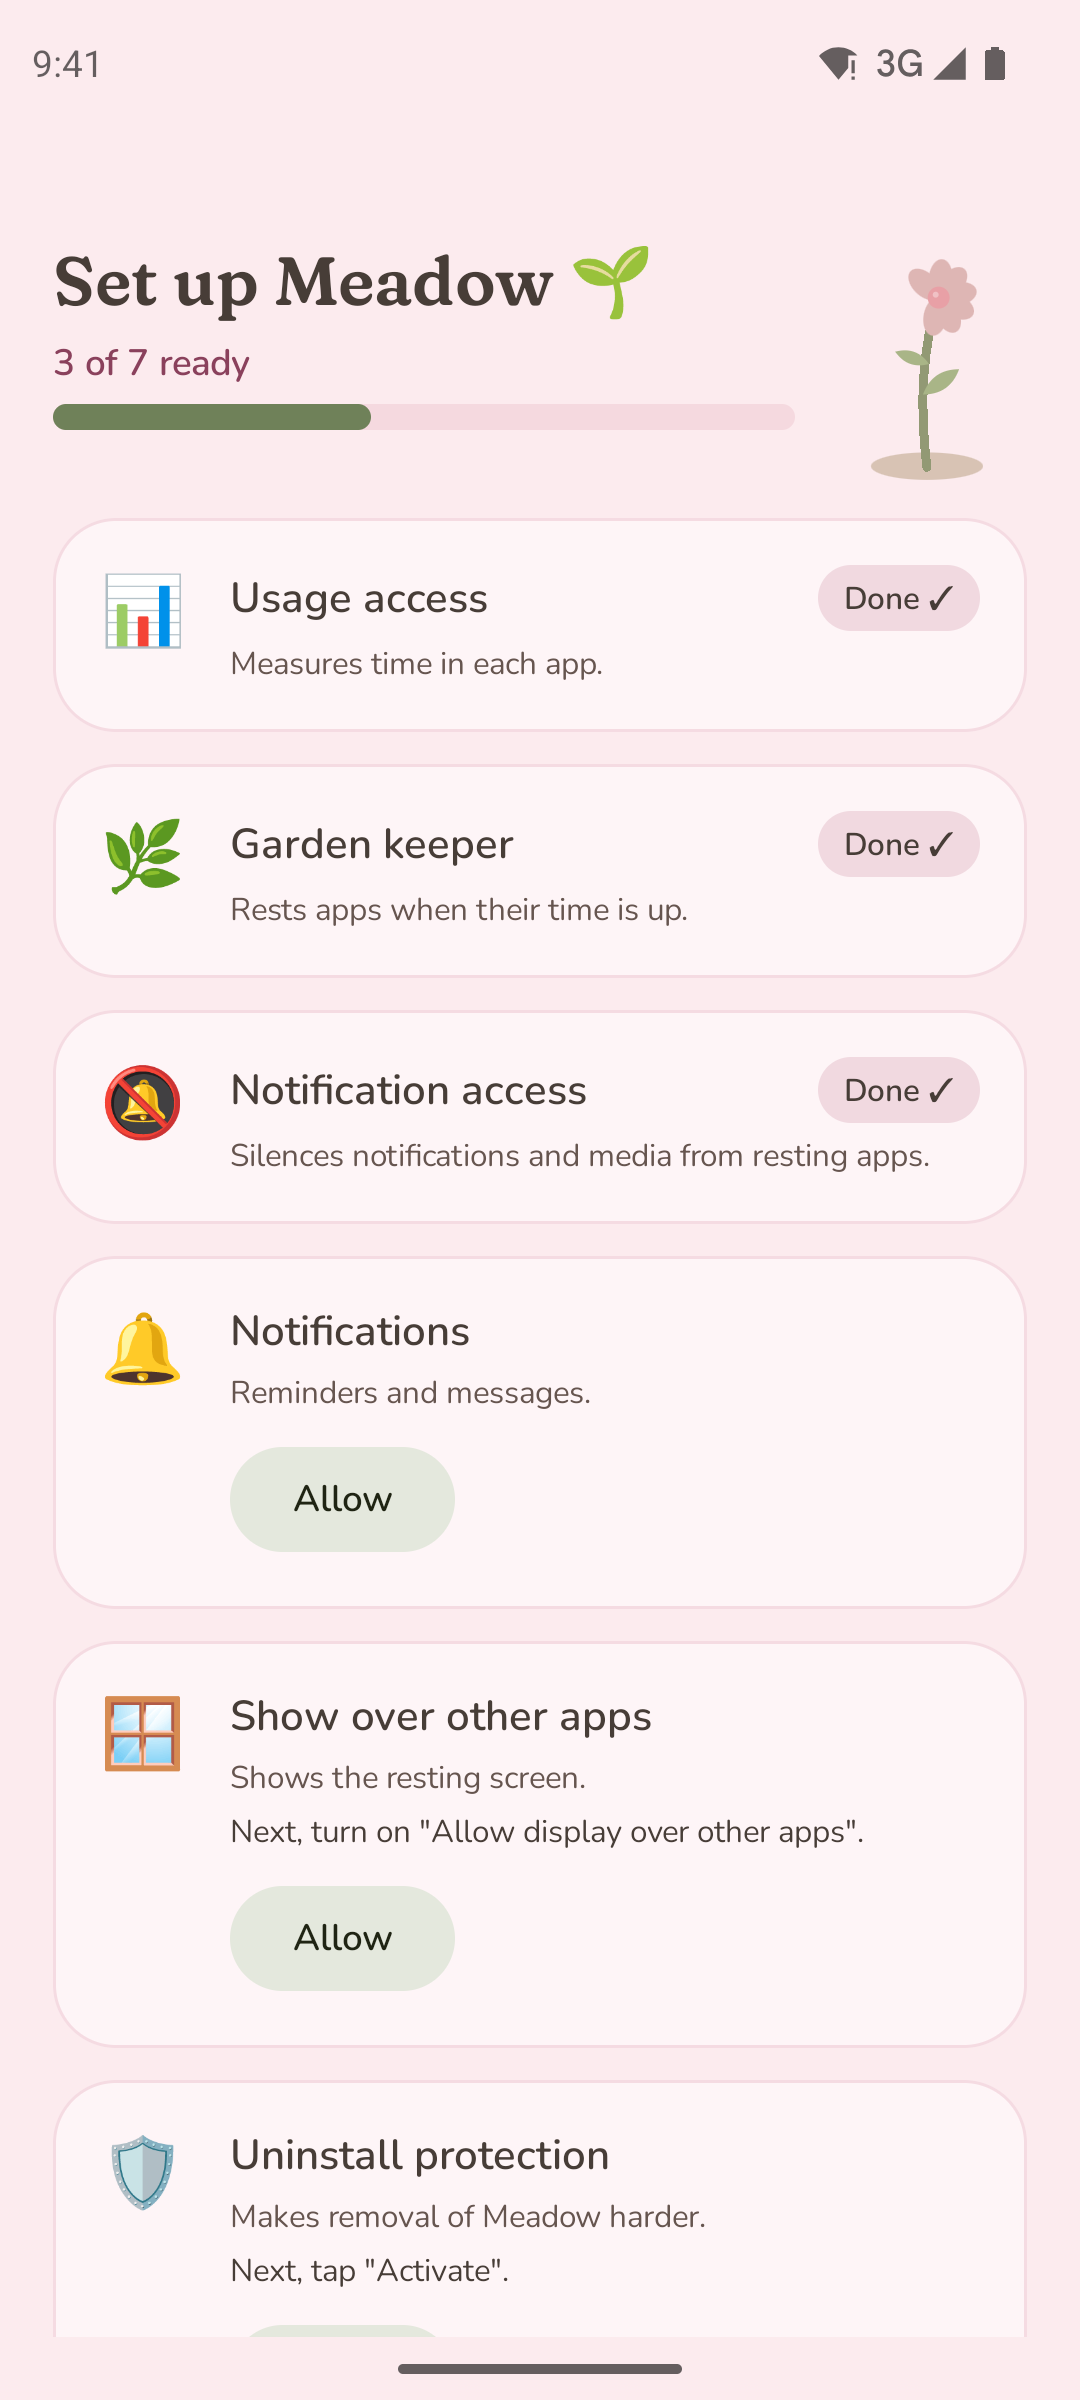 9:41
3G
Set up Meadow 🌱
3 of 7 ready
Usage access
Done ✓
Measures time in each app.
Garden keeper
Done ✓
Rests apps when their time is up.
Notification access
Done ✓
Silences notifications and media from resting apps.
Notifications
Reminders and messages.
Allow
Show over other apps
Shows the resting screen.
Next, turn on "Allow display over other apps".
Allow
Uninstall protection
Makes removal of Meadow harder.
Next, tap "Activate".